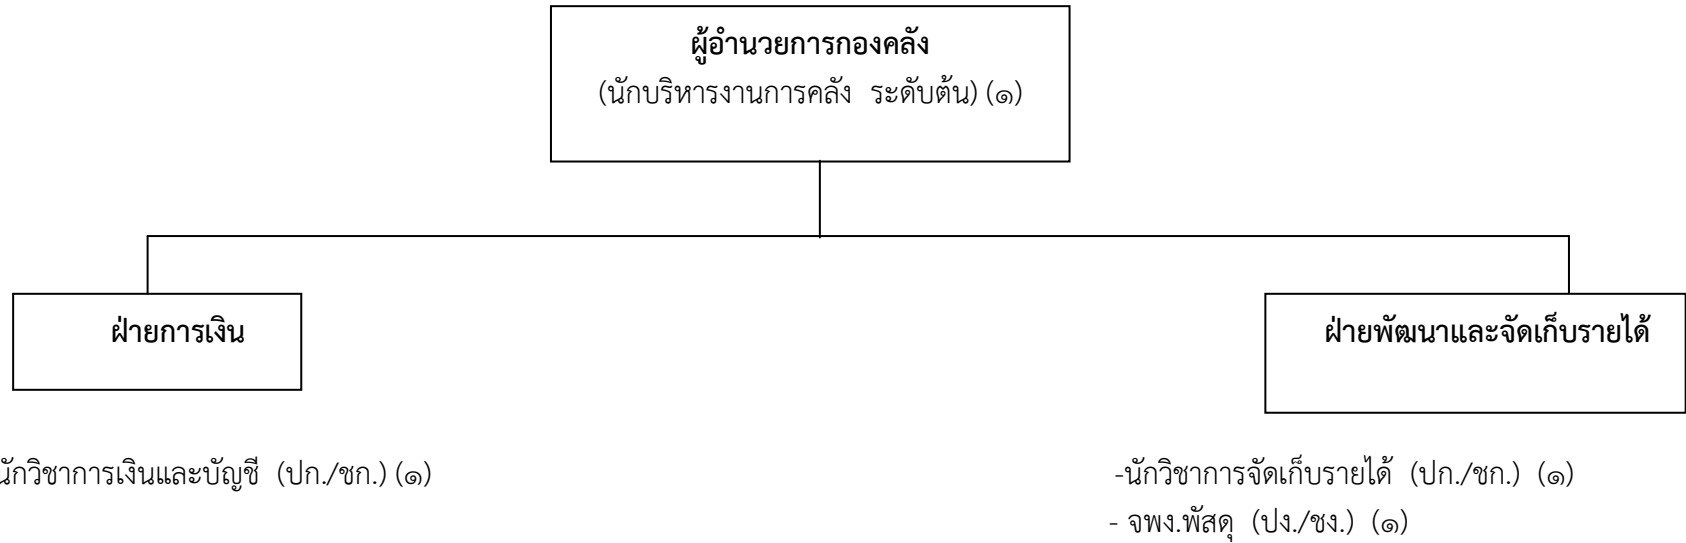 ผู้อำนวยการกองคลัง
(นักบริหารงานการคลัง ระดับต้น) (๑)
ฝ่ายการเงิน
ฝ่ายพัฒนาและจัดเก็บรายได้
นักวิชาการเงินและบัญชี (ปก./ชก.) (๑)
-นักวิชาการจัดเก็บรายได้ (ปก./ชก.) (๑)
- จพง.พัสดุ (ปง./ชง.) (๑)